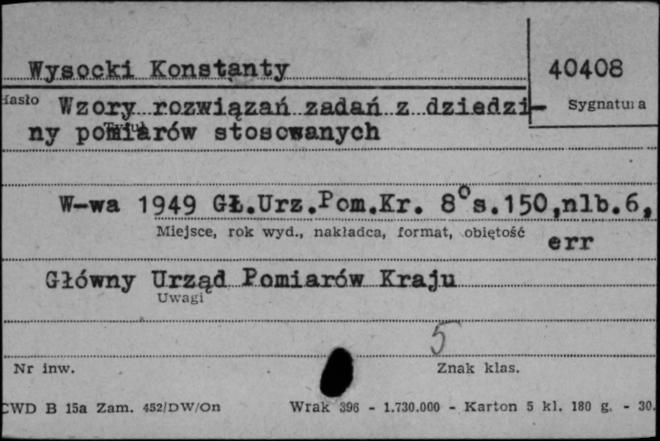 Wysocki Konstanty
40408
Hasło
Sygnatura
Wzory rozwiązań zadań z dziedzi-
ny pomiarów stosowanych
W-wa 1949 GŁ.Urz.Pom.Kr. 8⁰s.150,nlb.6,
Miejsce, rok wyd., nakładca, format, objętość
err
Główny Urząd Pomiarów Kraju
Uwagi
5
Nr inw.
Znak klas.
CWD B 15a Zam. 452/DW/On
Wrak 396 - 1.730.000 - Karton 5 kl. 180 g. - 30.